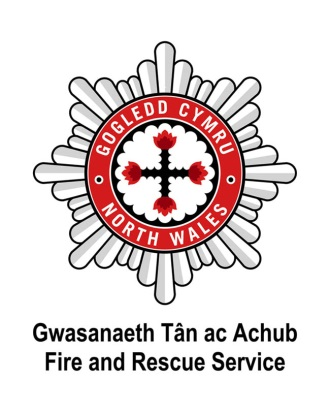 GOGLEDD CYMRU
NORTH WALES
Gwasanaeth Tân ac Achub
Fire and Rescue Service